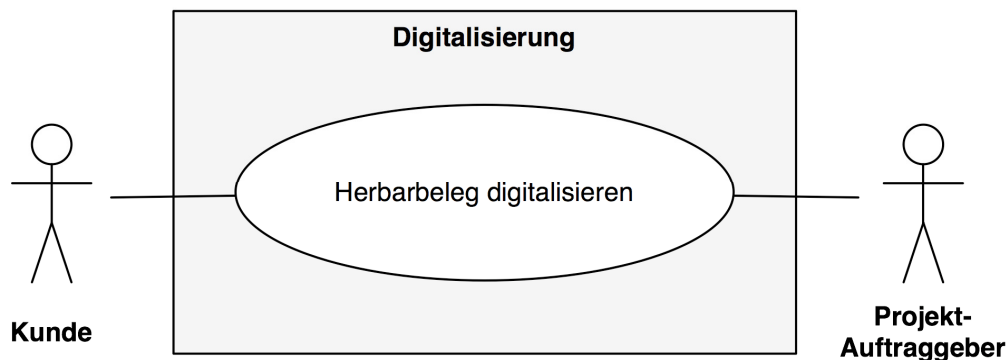 Digitalisierung
Herbarbeleg digitalisieren
Kunde
Projekt-
Auftraggeber